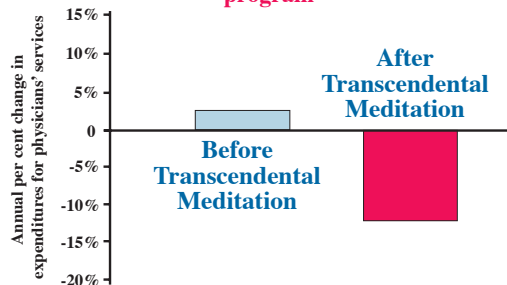 program
Annual per cent change in
expenditures for physicians' services
15%
10%
5%
0
-5%
-10%
-15%
-20%
After
Transcendental
Meditation
Before
Transcendental
Meditation